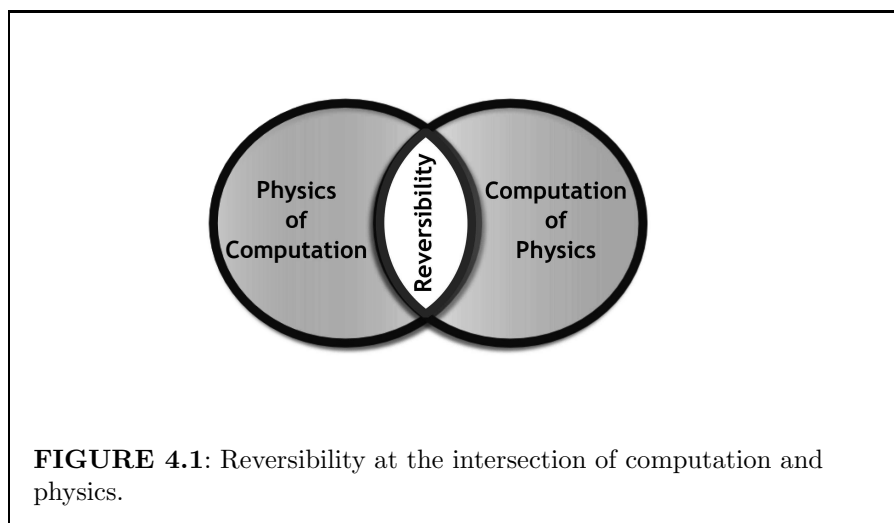 Physics
of
Computation
Reversibility
Computation
of
Physics
FIGURE 4.1: Reversibility at the intersection of computation and
physics.